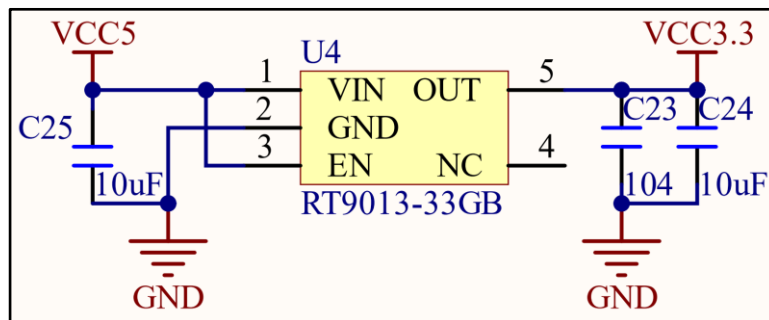 VCC5
U4
VCC3.3
1
VIN
OUT
5
2
GND
3
EN
NC
4
C25
10uF
C23
C24
104
10uF
RT9013-33GB
GND
GND